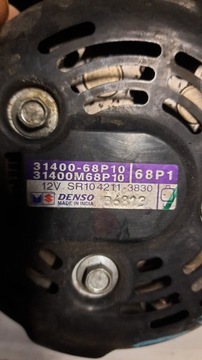 31400-68P10
31400M68P10
68P1
12V SR104211-3830
DENSO
MADE IN INDIA